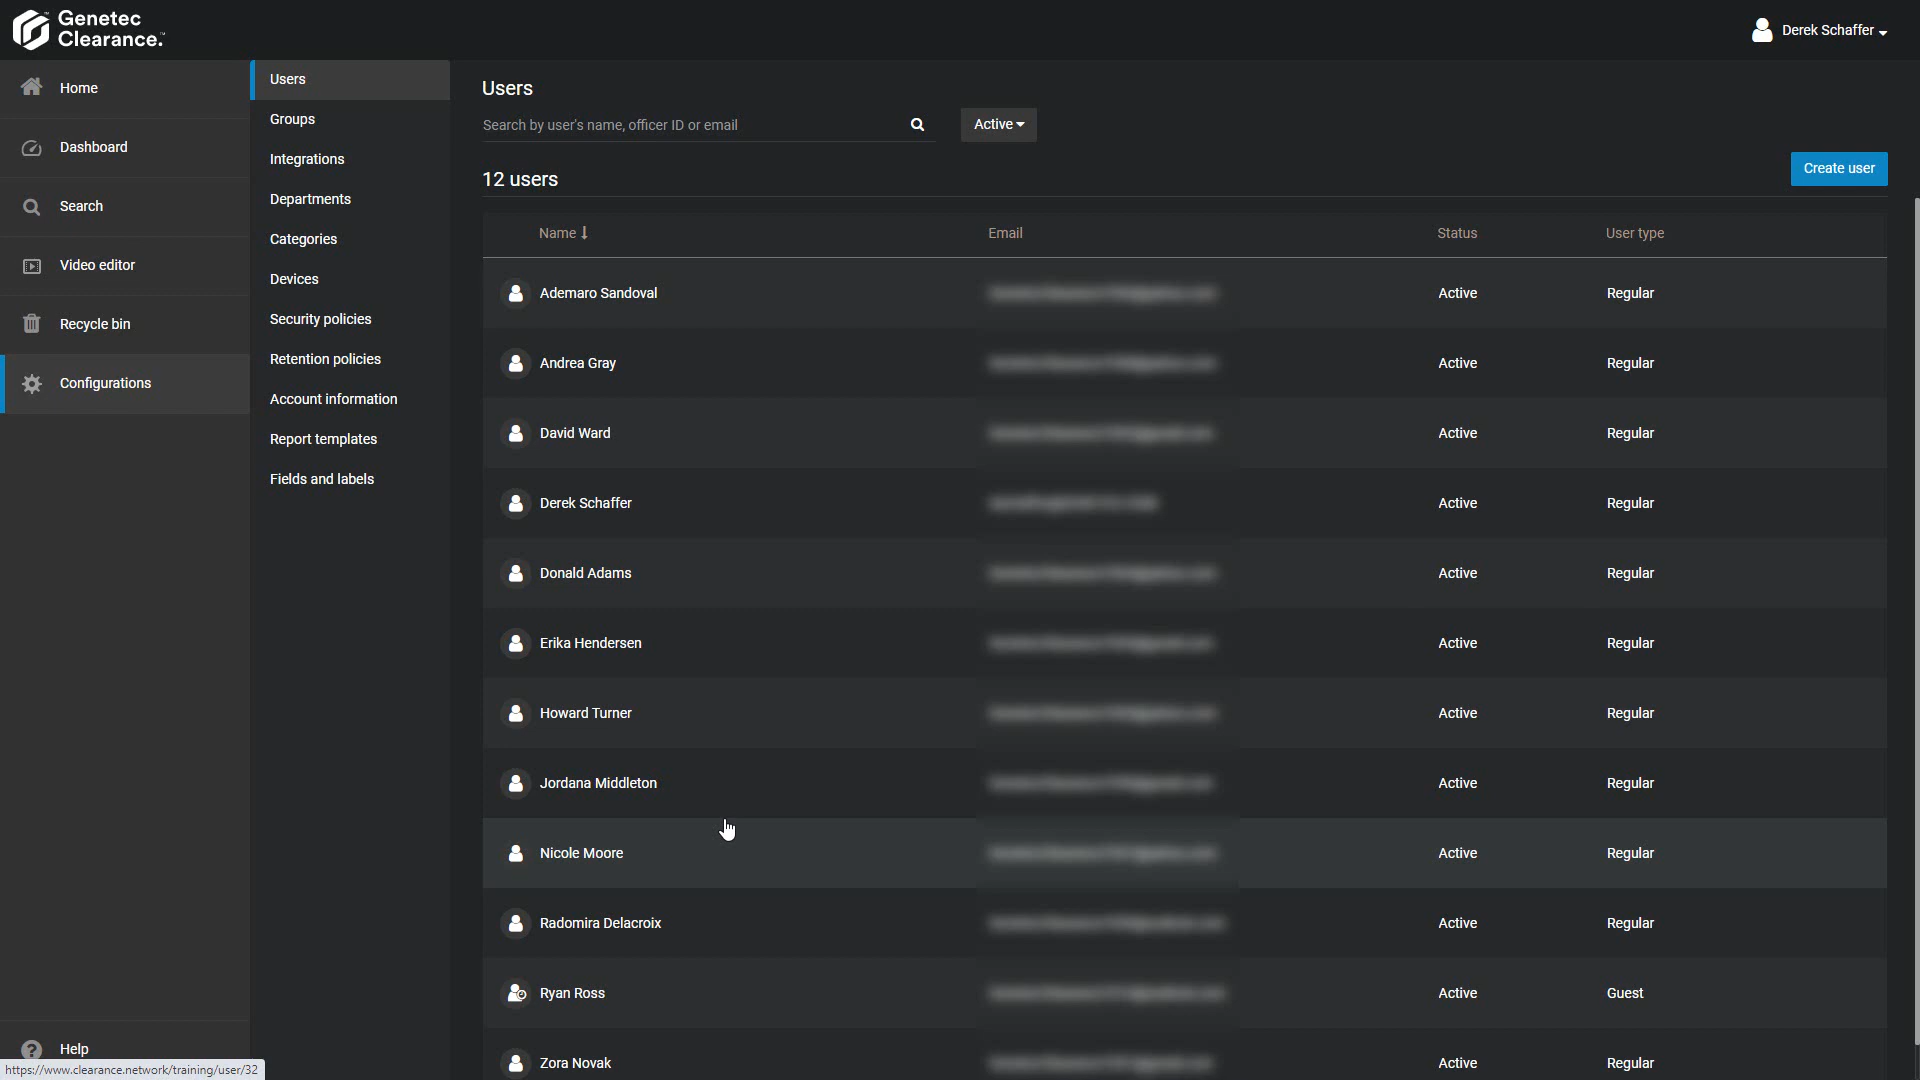 Genetec
Clearance.™
Derek Schaffer
Home
Dashboard
Search
Video editor
Recycle bin
Configurations
Help
https://www.clearance.network/training/user/32
Users
Groups
Integrations
Departments
Categories
Devices
Security policies
Retention policies
Account information
Report templates
Fields and labels
Users
Search by user's name, officer ID or email
Active
12 users
Create user
Name Email Status User type
Ademaro Sandoval Active Regular
Andrea Gray Active Regular
David Ward Active Regular
Derek Schaffer Active Regular
Donald Adams Active Regular
Erika Hendersen Active Regular
Howard Turner Active Regular
Jordana Middleton Active Regular
Nicole Moore Active Regular
Radomira Delacroix Active Regular
Ryan Ross Active Guest
Zora Novak Active Regular